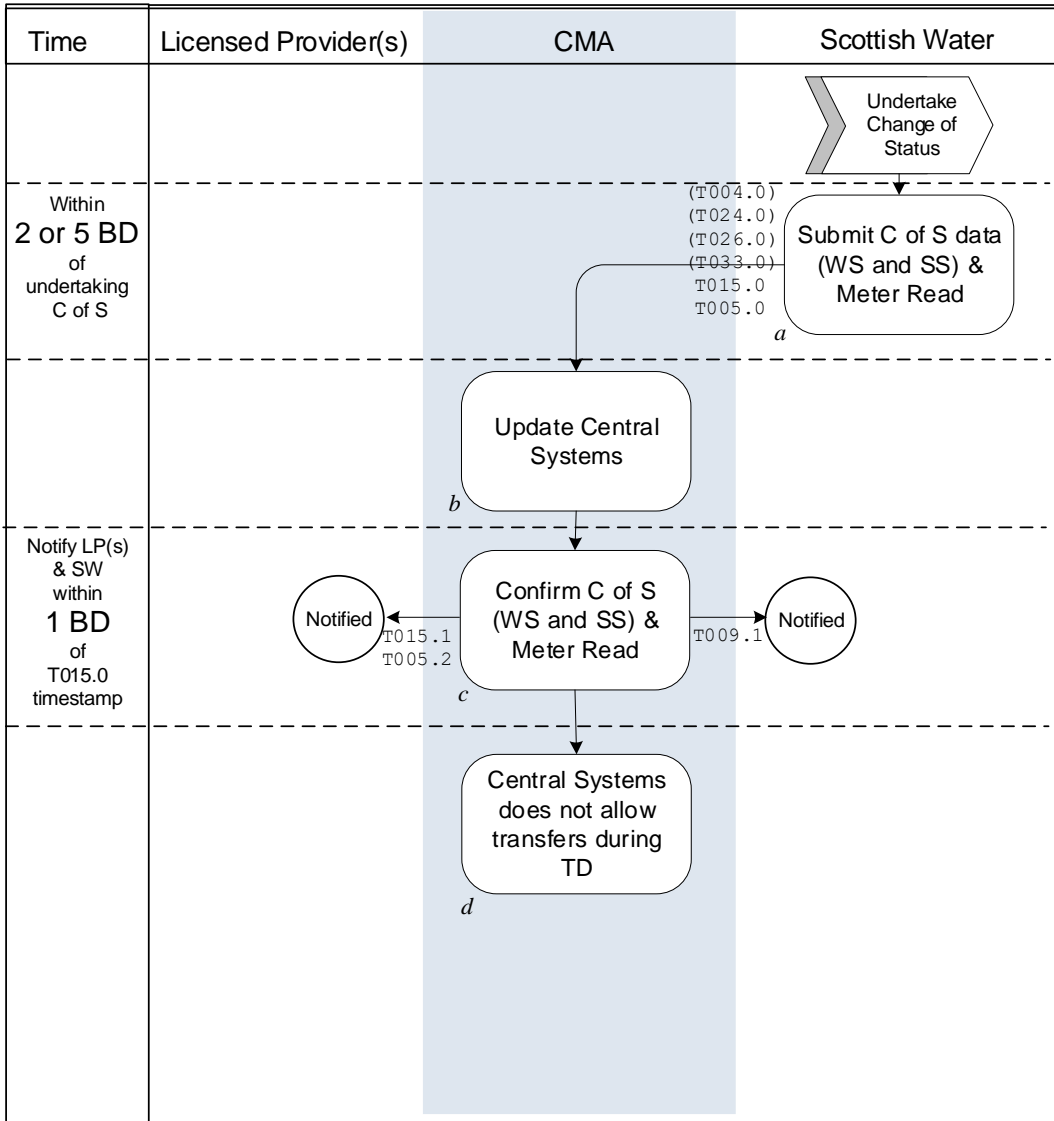 Time
Licensed Provider(s)
CMA
Scottish Water
Undertake
Change of
Status
Within
2 or 5 BD
of
undertaking
C of S
(T004.0)
(T024.0)
(T026.0)
(T033.0)
T015.0
T005.0
Submit C of S data
(WS and SS) &
Meter Read
a
Update Central
Systems
b
Notify LP(s)
& SW
within
1 BD
of
T015.0
timestamp
Notified
T015.1
T005.2
Confirm C of S
(WS and SS) &
Meter Read
c
T009.1
Notified
Central Systems
does not allow
transfers during
TD
d